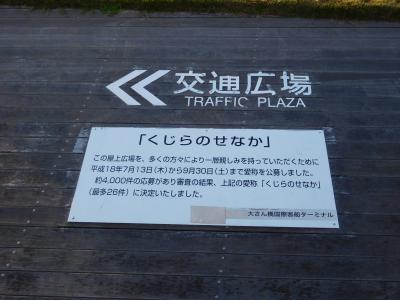 交通広場
TRAFFIC PLAZA
「くじらのせなか」
この屋上広場を、多くの方々により一層親しみを持っていただくために
平成18年7月13日(木)から9月30日(土)まで愛称を公募しました。
約4,000件の応募があり審査の結果、上記の愛称「くじらのせなか」
(最多26件)に決定いたしました。
大さん橋国際客船ターミナル